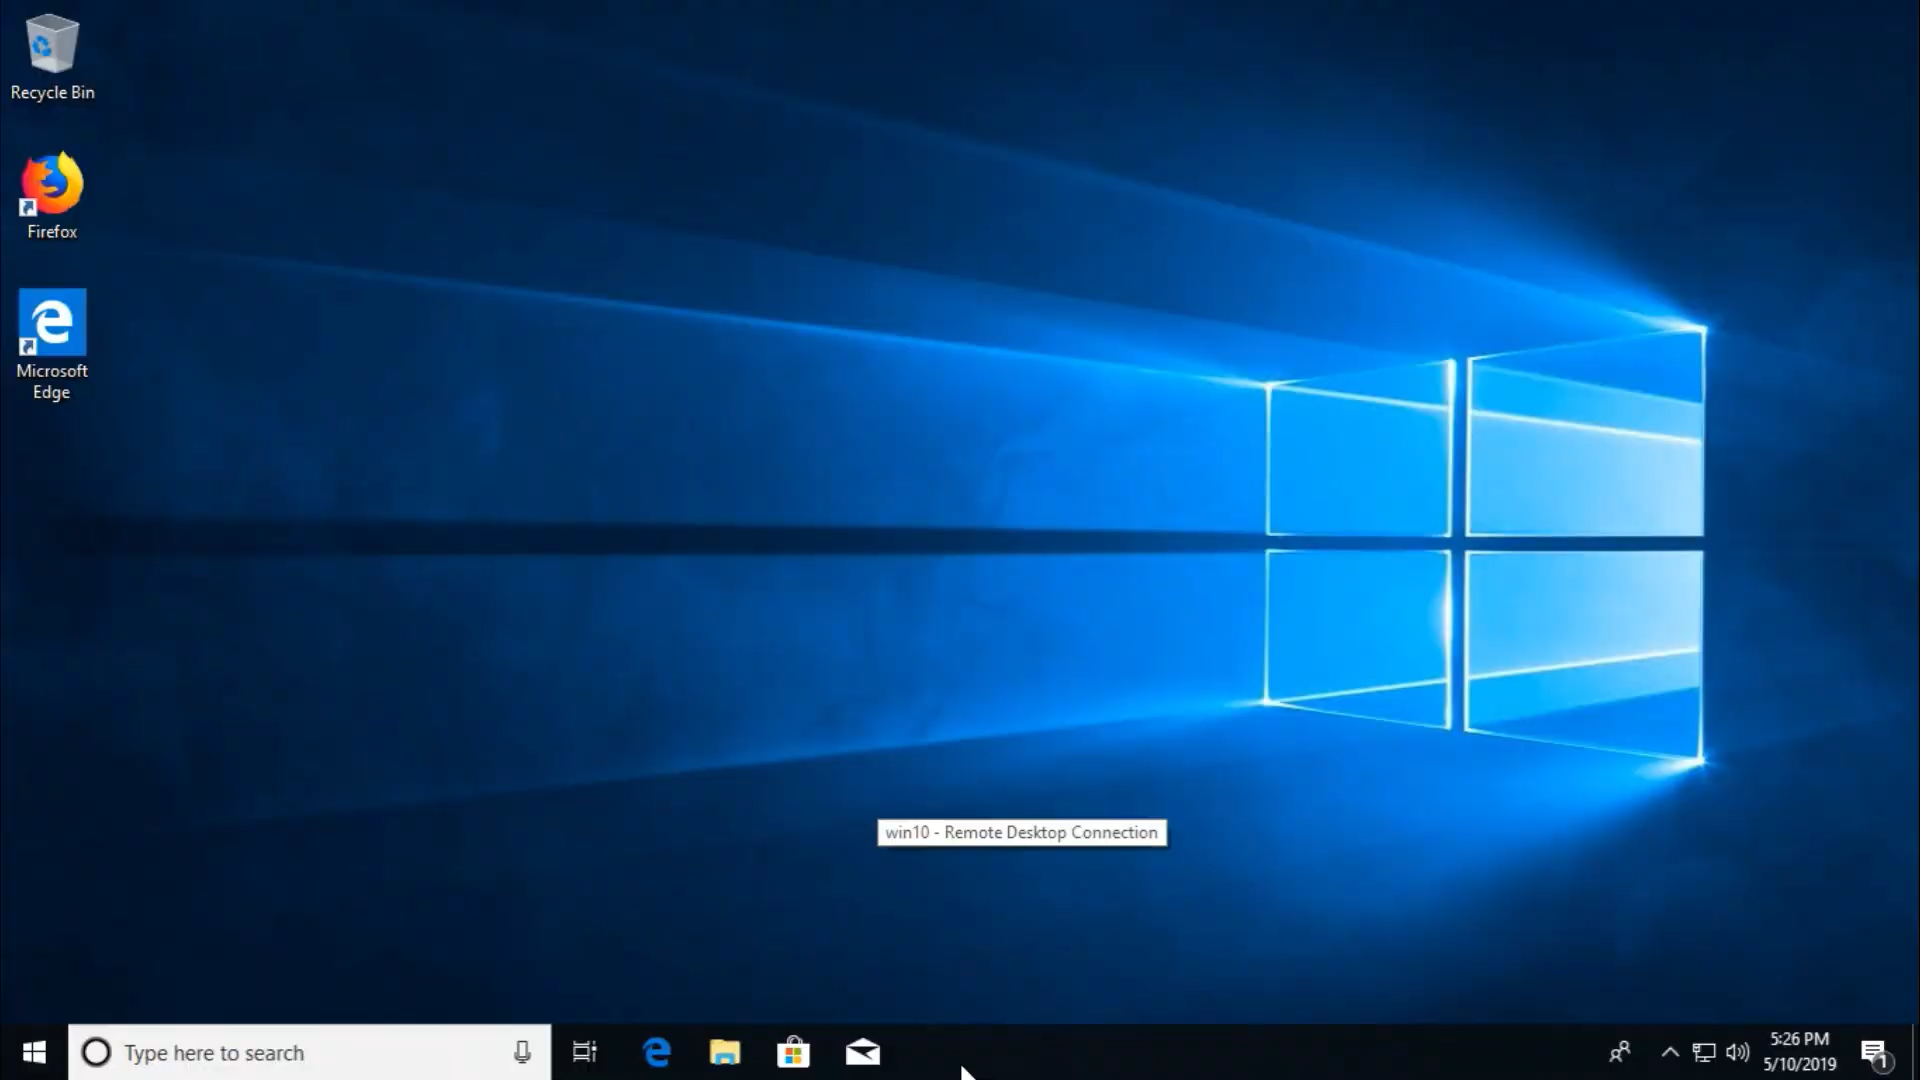 Recycle Bin
Firefox
Microsoft
Edge
win10 - Remote Desktop Connection
Type here to search
5:26 PM
5/10/2019
1